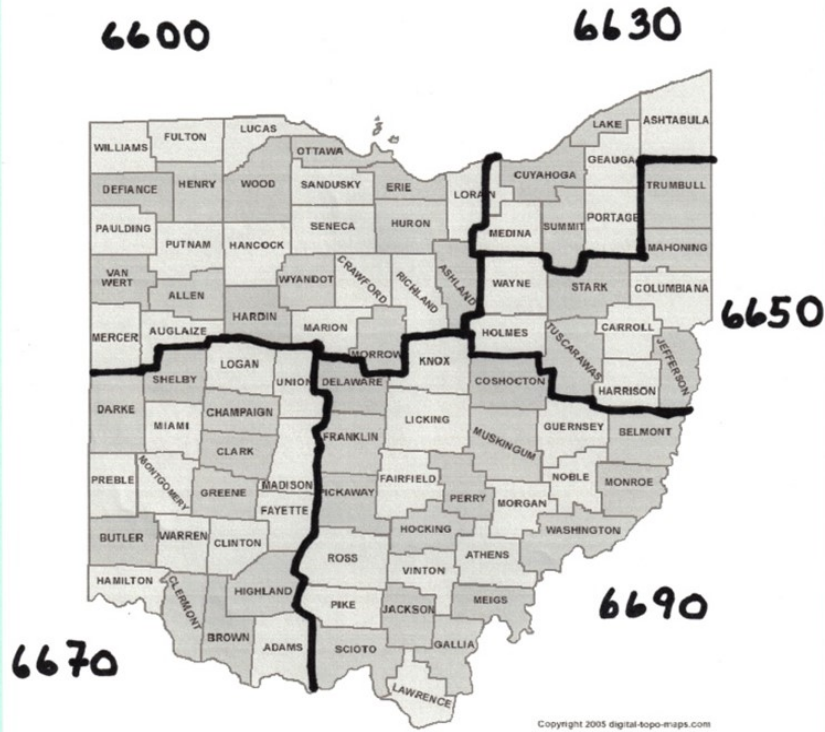 6600
6630
ASHTABULA
LAKE
LUCAS
FULTON
WILLIAMS
OTTAWA
GEAUGA
CUYAHOGA
TRUMBULL
DEFIANCE
HENRY
WOOD
SANDUSKY
ERIE
LORAIN
PORTAGE
PAULDING
SENECA
HURON
MEDINA
SUMMIT
PUTNAM
HANCOCK
MAHONING
VAN
WERT
WYANDOT
CRAWFORD
RICHLAND
ASHLAND
WAYNE
STARK
COLUMBIANA
ALLEN
HARDIN
6650
MERCER
AUGLAIZE
MARION
HOLMES
TUSCARAWAS
CARROLL
JEFFERSON
MORROW
KNOX
LOGAN
UNION
SHELBY
DELAWARE
COSHOCTON
HARRISON
DARKE
CHAMPAIGN
MIAMI
LICKING
GUERNSEY
BELMONT
FRANKLIN
MUSKINGUM
CLARK
PREBLE
MONTGOMERY
GREENE
MADISON
PICKAWAY
FAIRFIELD
PERRY
NOBLE
MONROE
MORGAN
FAYETTE
BUTLER
WARREN
CLINTON
HOCKING
WASHINGTON
ROSS
ATHENS
VINTON
HAMILTON
CLERMONT
HIGHLAND
PIKE
JACKSON
MEIGS
6690
BROWN
ADAMS
SCIOTO
GALLIA
6670
LAWRENCE
Copyright 2005 digital-topo-maps.com